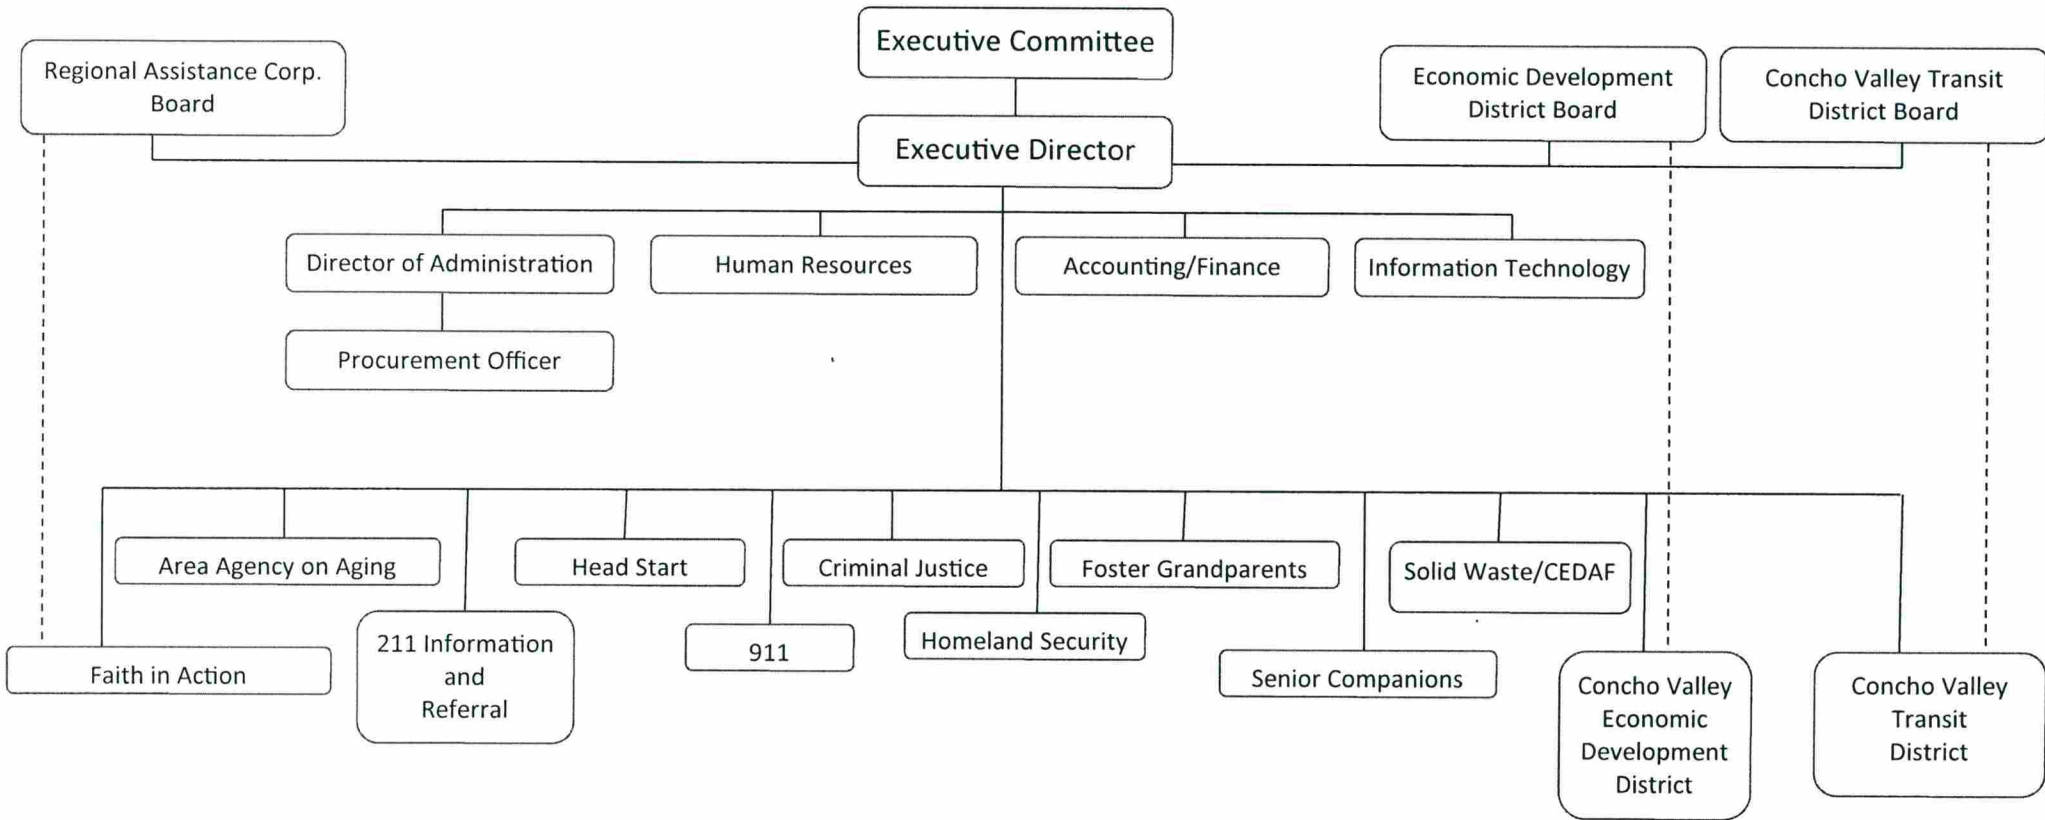 Executive Committee
Regional Assistance Corp.
Board
Economic Development
District Board
Concho Valley Transit
District Board
Executive Director
Director of Administration
Human Resources
Accounting/Finance
Information Technology
Procurement Officer
Area Agency on Aging
Head Start
Criminal Justice
Foster Grandparents
Solid Waste/CEDAF
Faith in Action
211 Information
and
Referral
911
Homeland Security
Senior Companions
Concho Valley
Economic
Development
District
Concho Valley
Transit
District